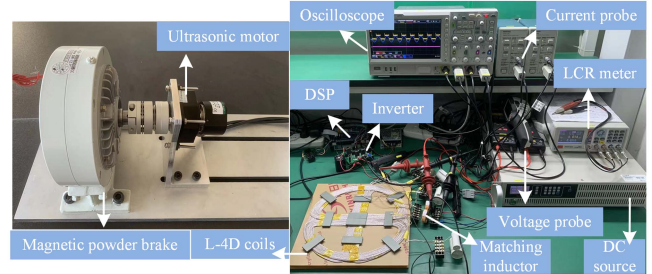 Ultrasonic motor
Magnetic powder brake
L-4D coils
Oscilloscope
Current probe
LCR meter
DSP
Inverter
Voltage probe
Matching
inductor
DC
source